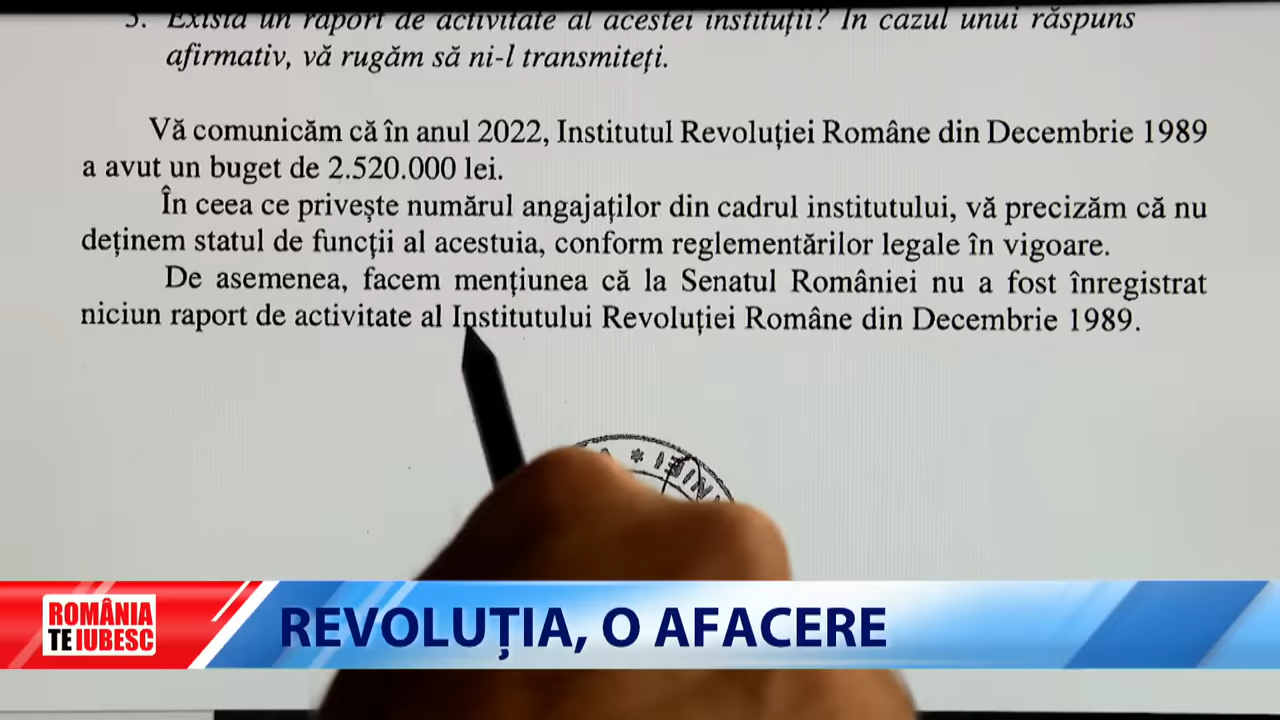 3. Există un raport de activitate al acestei instituții? În cazul unui răspuns
afirmativ, vă rugăm să ni-l transmiteți.
Vă comunicăm că în anul 2022, Institutul Revoluției Române din Decembrie 1989
a avut un buget de 2.520.000 lei.
În ceea ce privește numărul angajaților din cadrul institutului, vă precizăm că nu
deținem statul de funcții al acestuia, conform reglementărilor legale în vigoare.
De asemenea, facem mențiunea că la Senatul României nu a fost înregistrat
niciun raport de activitate al Institutului Revoluției Române din Decembrie 1989.
ROMÂNIA
TE IUBESC
REVOLUȚIA, O AFACERE